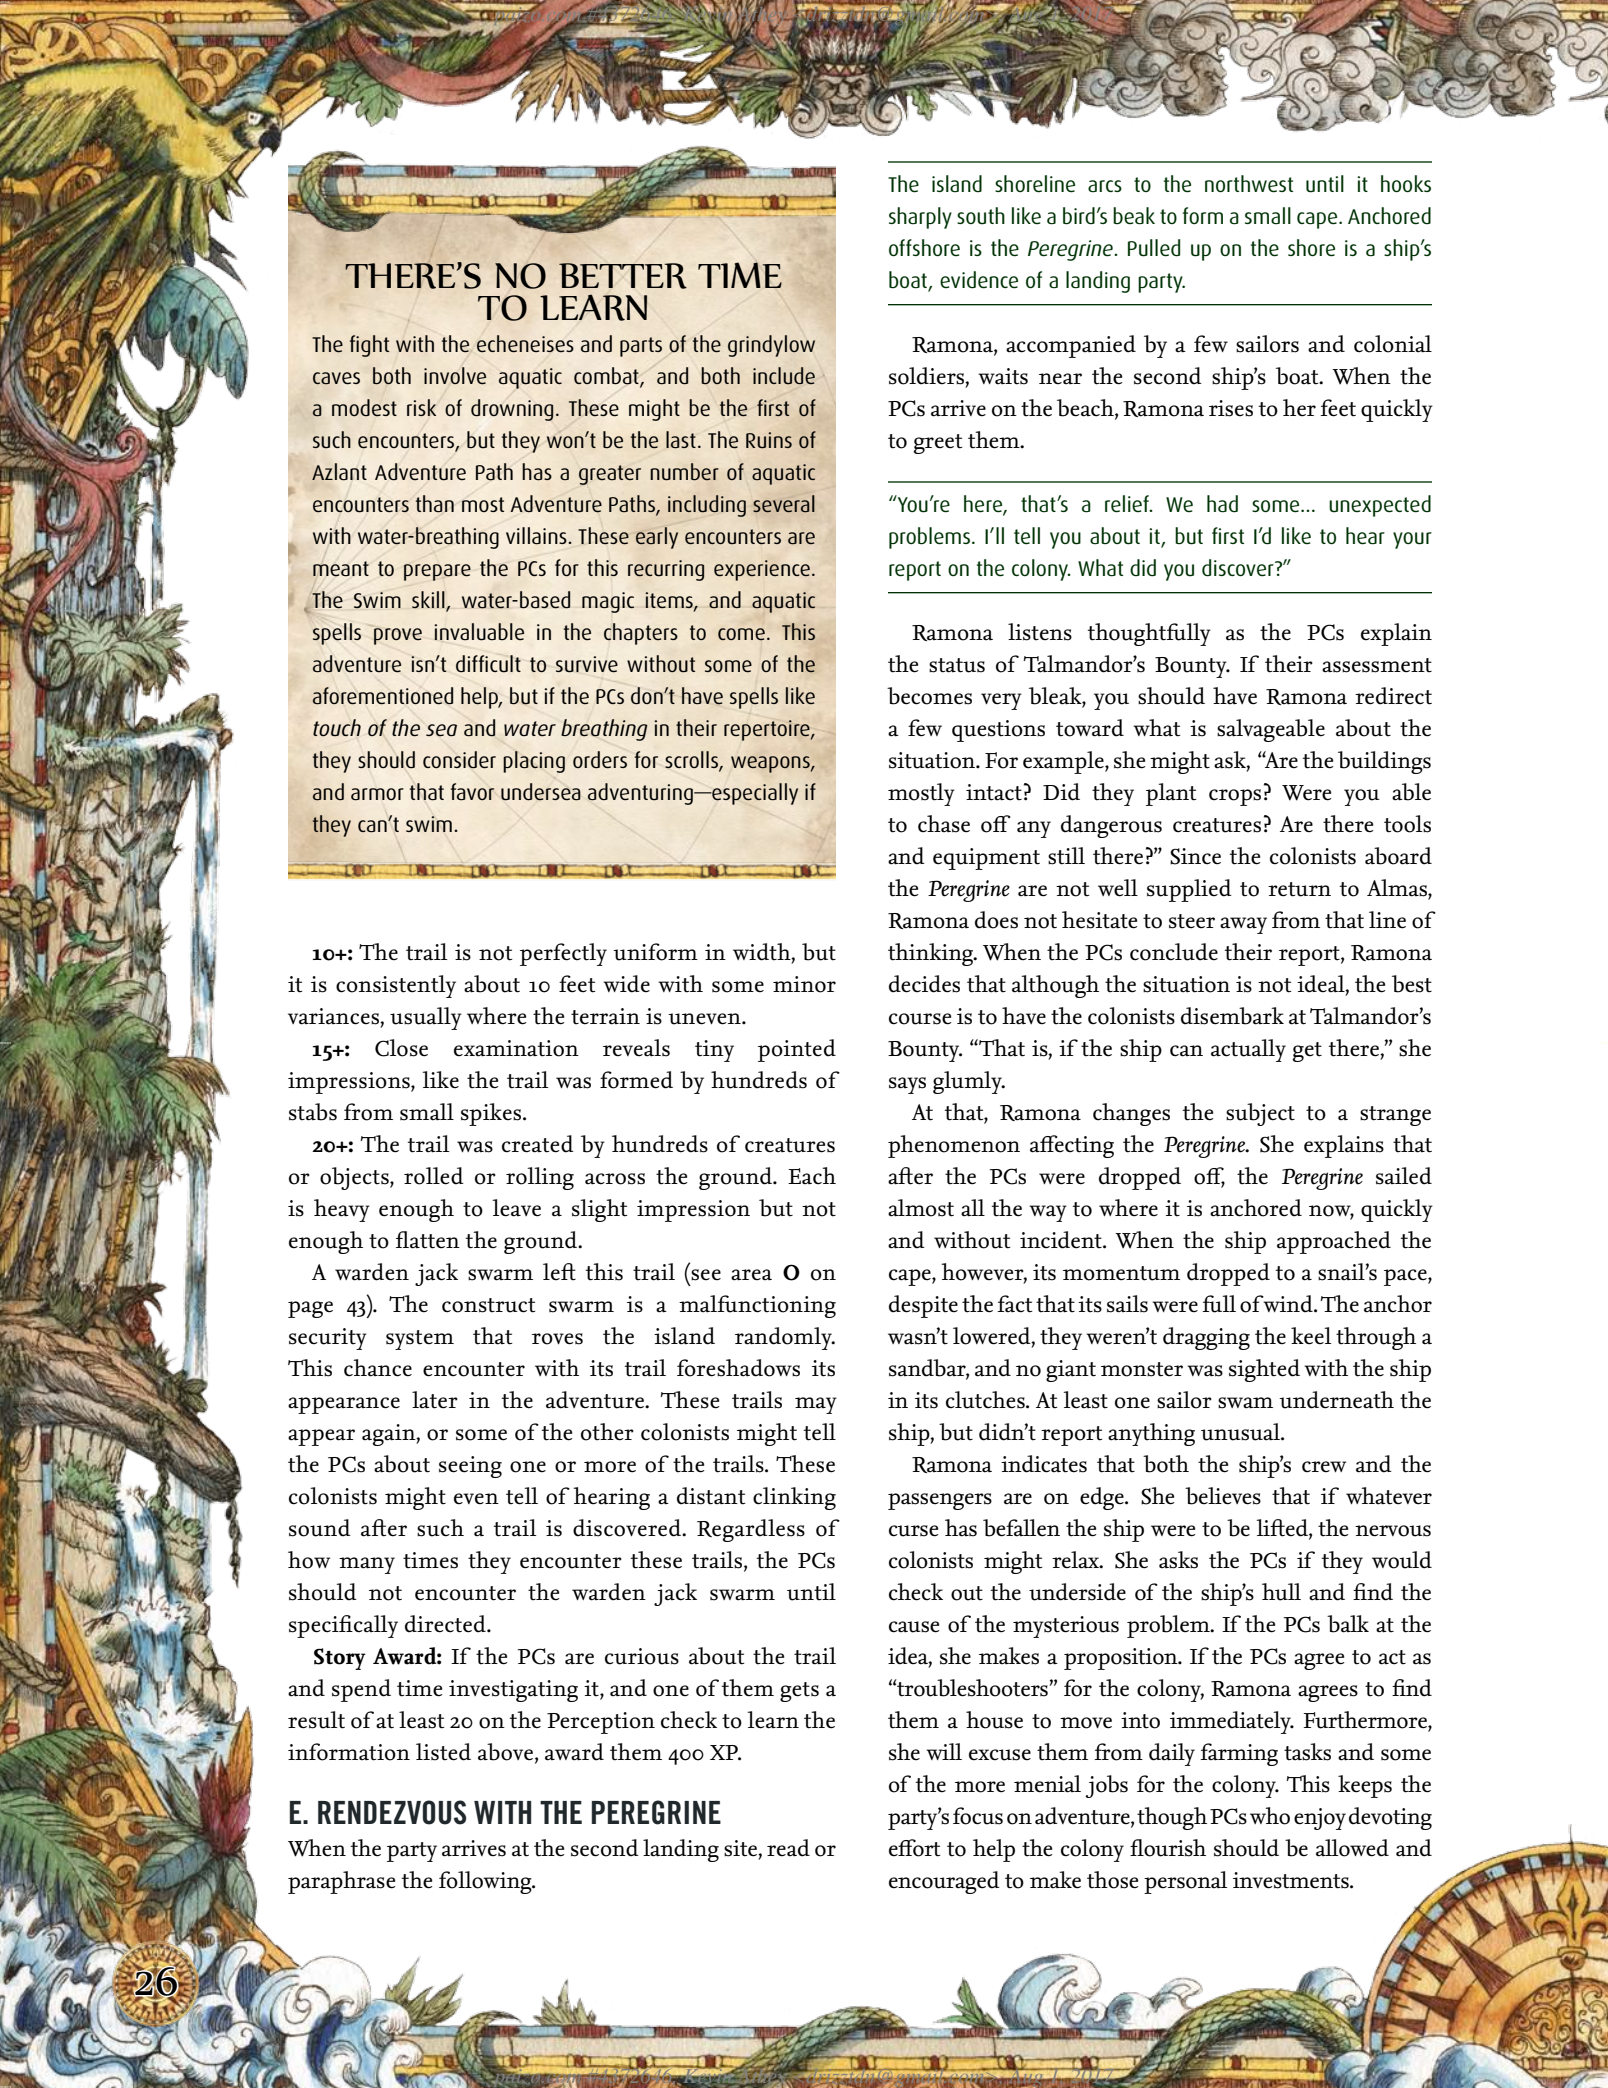 THERE'S NO BETTER TIME
TO LEARN
The fight with the echeneises and parts of the grindylow
caves both involve aquatic combat, and both include
a modest risk of drowning. These might be the first of
such encounters, but they won't be the last. The Ruins of
Azlant Adventure Path has a greater number of aquatic
encounters than most Adventure Paths, including several
with water-breathing villains. These early encounters are
meant to prepare the PCs for this recurring experience.
The Swim skill, water-based magic items, and aquatic
spells prove invaluable in the chapters to come. This
adventure isn't difficult to survive without some of the
aforementioned help, but if the PCs don't have spells like
touch of the sea and water breathing in their repertoire,
they should consider placing orders for scrolls, weapons,
and armor that favor undersea adventuring—especially if
they can't swim.
10+: The trail is not perfectly uniform in width, but
it is consistently about 10 feet wide with some minor
variances, usually where the terrain is uneven.
15+: Close examination reveals tiny pointed
impressions, like the trail was formed by hundreds of
stabs from small spikes.
20+: The trail was created by hundreds of creatures
or objects, rolled or rolling across the ground. Each
is heavy enough to leave a slight impression but not
enough to flatten the ground.
A warden jack swarm left this trail (see area O on
page 43). The construct swarm is a malfunctioning
security system that roves the island randomly.
This chance encounter with its trail foreshadows its
appearance later in the adventure. These trails may
appear again, or some of the other colonists might tell
the PCs about seeing one or more of the trails. These
colonists might even tell of hearing a distant clinking
sound after such a trail is discovered. Regardless of
how many times they encounter these trails, the PCs
should not encounter the warden jack swarm until
specifically directed.
Story Award: If the PCs are curious about the trail
and spend time investigating it, and one of them gets a
result of at least 20 on the Perception check to learn the
information listed above, award them 400 XP.
E. RENDEZVOUS WITH THE PEREGRINE
When the party arrives at the second landing site, read or
paraphrase the following.
The island shoreline arcs to the northwest until it hooks
sharply south like a bird's beak to form a small cape. Anchored
offshore is the Peregrine. Pulled up on the shore is a ship's
boat, evidence of a landing party.
Ramona, accompanied by a few sailors and colonial
soldiers, waits near the second ship's boat. When the
PCs arrive on the beach, Ramona rises to her feet quickly
to greet them.
"You're here, that's a relief. We had some... unexpected
problems. I'll tell you about it, but first I'd like to hear your
report on the colony. What did you discover?"
Ramona listens thoughtfully as the PCs explain
the status of Talmandor's Bounty. If their assessment
becomes very bleak, you should have Ramona redirect
a few questions toward what is salvageable about the
situation. For example, she might ask, "Are the buildings
mostly intact? Did they plant crops? Were you able
to chase off any dangerous creatures? Are there tools
and equipment still there?" Since the colonists aboard
the Peregrine are not well supplied to return to Almas,
Ramona does not hesitate to steer away from that line of
thinking. When the PCs conclude their report, Ramona
decides that although the situation is not ideal, the best
course is to have the colonists disembark at Talmandor's
Bounty. "That is, if the ship can actually get there," she
says glumly.
At that, Ramona changes the subject to a strange
phenomenon affecting the Peregrine. She explains that
after the PCs were dropped off, the Peregrine sailed
almost all the way to where it is anchored now, quickly
and without incident. When the ship approached the
cape, however, its momentum dropped to a snail's pace,
despite the fact that its sails were full of wind. The anchor
wasn't lowered, they weren't dragging the keel through a
sandbar, and no giant monster was sighted with the ship
in its clutches. At least one sailor swam underneath the
ship, but didn't report anything unusual.
Ramona indicates that both the ship's crew and the
passengers are on edge. She believes that if whatever
curse has befallen the ship were to be lifted, the nervous
colonists might relax. She asks the PCs if they would
check out the underside of the ship's hull and find the
cause of the mysterious problem. If the PCs balk at the
idea, she makes a proposition. If the PCs agree to act as
"troubleshooters" for the colony, Ramona agrees to find
them a house to move into immediately. Furthermore,
she will excuse them from daily farming tasks and some
of the more menial jobs for the colony. This keeps the
party's focus on adventure, though PCs who enjoy devoting
effort to help the colony flourish should be allowed and
encouraged to make those personal investments.
26